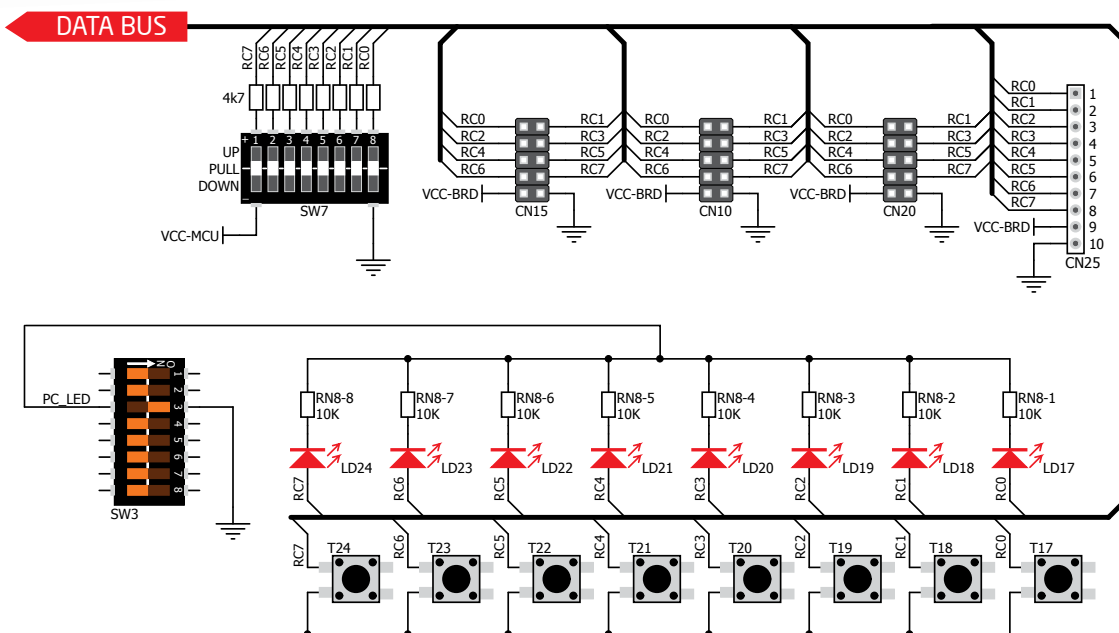 DATA BUS
RC7 RC6 RC5 RC4 RC3 RC2 RC1 RC0
4k7
+ 1 2 3 4 5 6 7 8
UP
PULL
DOWN
_
SW7
VCC-MCU
RC0 RC1
RC2 RC3
RC4 RC5
RC6 RC7
VCC-BRD
CN15
RC0 RC1
RC2 RC3
RC4 RC5
RC6 RC7
VCC-BRD
CN10
RC0 RC1
RC2 RC3
RC4 RC5
RC6 RC7
VCC-BRD
CN20
RC0 1
RC1 2
RC2 3
RC3 4
RC4 5
RC5 6
RC6 7
RC7 8
VCC-BRD 9
10
CN25
PC_LED
ON
1 2 3 4 5 6 7 8
SW3
RN8-8 RN8-7 RN8-6 RN8-5 RN8-4 RN8-3 RN8-2 RN8-1
10K 10K 10K 10K 10K 10K 10K 10K
LD24 LD23 LD22 LD21 LD20 LD19 LD18 LD17
RC7 RC6 RC5 RC4 RC3 RC2 RC1 RC0
RC7 RC6 RC5 RC4 RC3 RC2 RC1 RC0
T24 T23 T22 T21 T20 T19 T18 T17